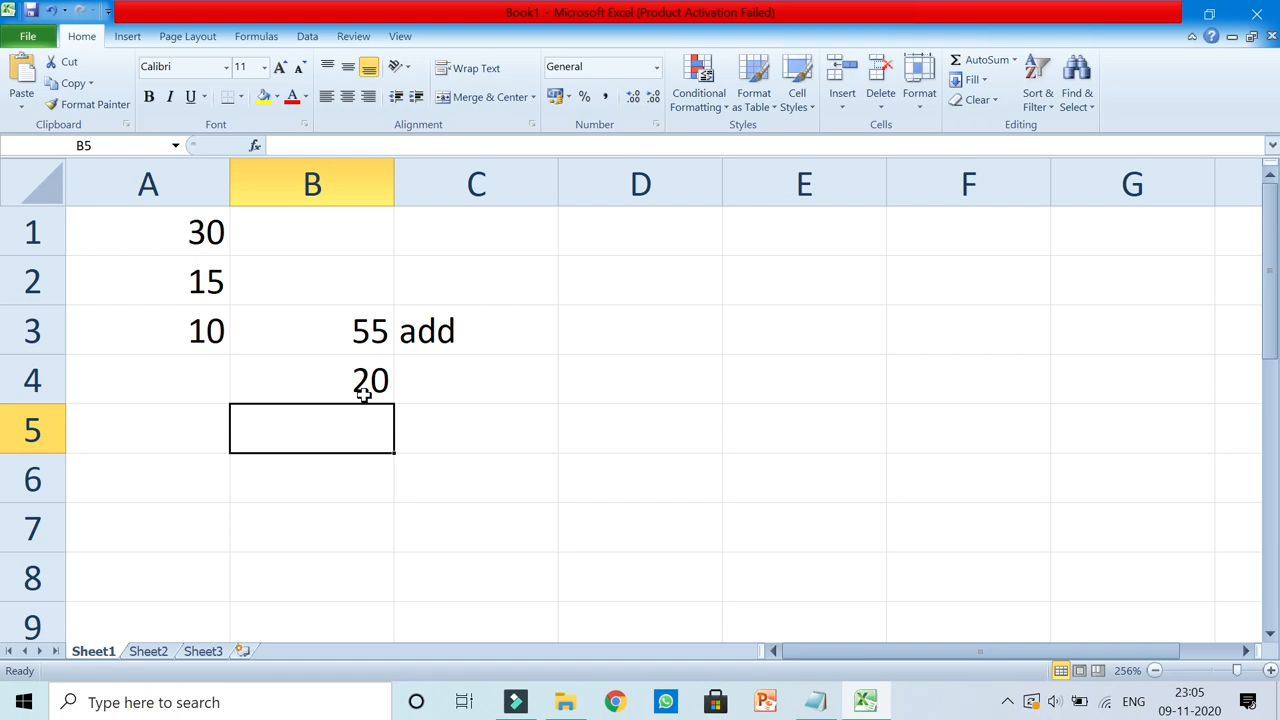 Book1 - Microsoft Excel (Product Activation Failed)
File Home Insert Page Layout Formulas Data Review View
Paste
Cut
Copy
Format Painter
Clipboard
Calibri 11
B I U A
Font
Wrap Text
Merge & Center
Alignment
General
% ,
Number
Conditional Formatting
Format as Table
Cell Styles
Styles
Insert
Delete
Format
Cells
AutoSum
Fill
Clear
Sort & Filter
Find & Select
Editing
B5 fx
A B C D E F G
1 30
2 15
3 10 55 add
4 20
5
6
7
8
9
Sheet1 Sheet2 Sheet3
Ready 256%
Type here to search
ENG
23:05
09-11-2020